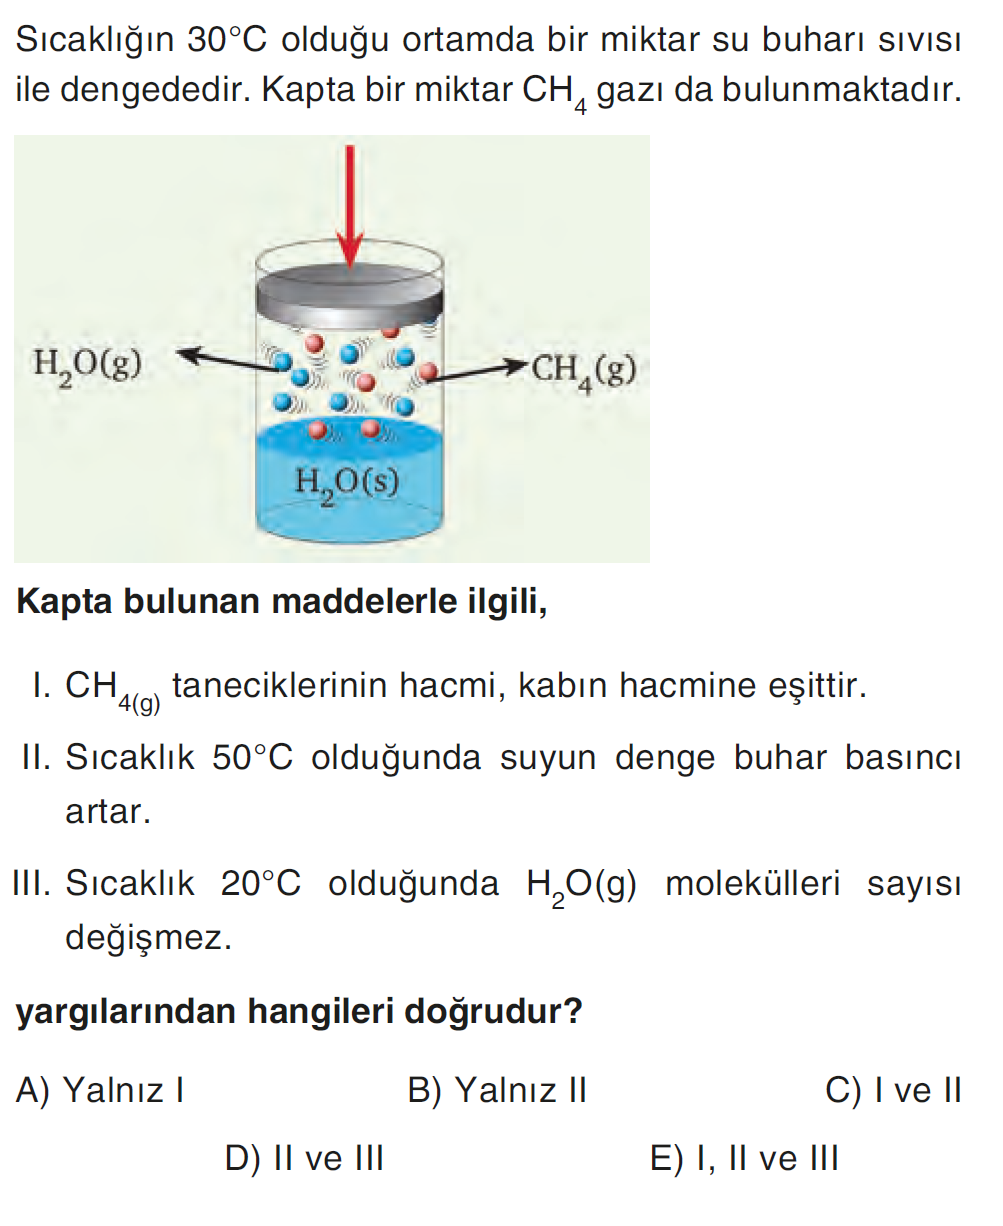 Sıcaklığın 30°C olduğu ortamda bir miktar su buharı sıvısı
ile dengededir. Kapta bir miktar CH₄ gazı da bulunmaktadır.
H₂O(g)
CH₄(g)
H₂O(s)
Kapta bulunan maddelerle ilgili,
I. CH₄₍g₎ taneciklerinin hacmi, kabın hacmine eşittir.
II. Sıcaklık 50°C olduğunda suyun denge buhar basıncı
artar.
III. Sıcaklık 20°C olduğunda H₂O(g) molekülleri sayısı
değişmez.
yargılarından hangileri doğrudur?
A) Yalnız I B) Yalnız II C) I ve II
D) II ve III E) I, II ve III